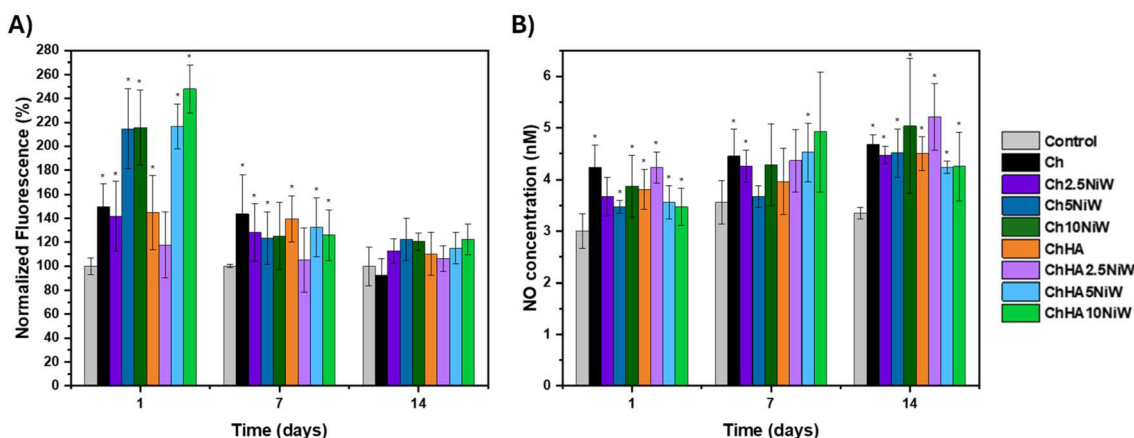 A)
Normalized Fluorescence (%)
280
260
240
220
200
180
160
140
120
100
80
60
40
20
0
* * * * * * *
* * * * * *
1 7 14
Time (days)
B)
NO concentration (nM)
6
5
4
3
2
1
0
* * * * * * *
* * *
* * * * * * * *
1 7 14
Time (days)
Control
Ch
Ch2.5NiW
Ch5NiW
Ch10NiW
ChHA
ChHA2.5NiW
ChHA5NiW
ChHA10NiW